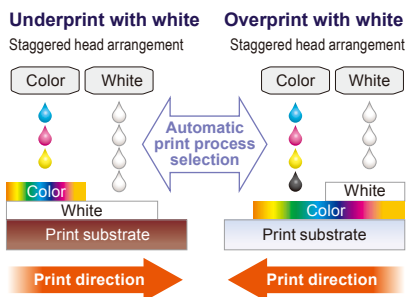 Underprint with white
Staggered head arrangement
Color
White
Color
White
Print substrate
Print direction
Automatic
print process
selection
Overprint with white
Staggered head arrangement
Color
White
White
Color
Print substrate
Print direction